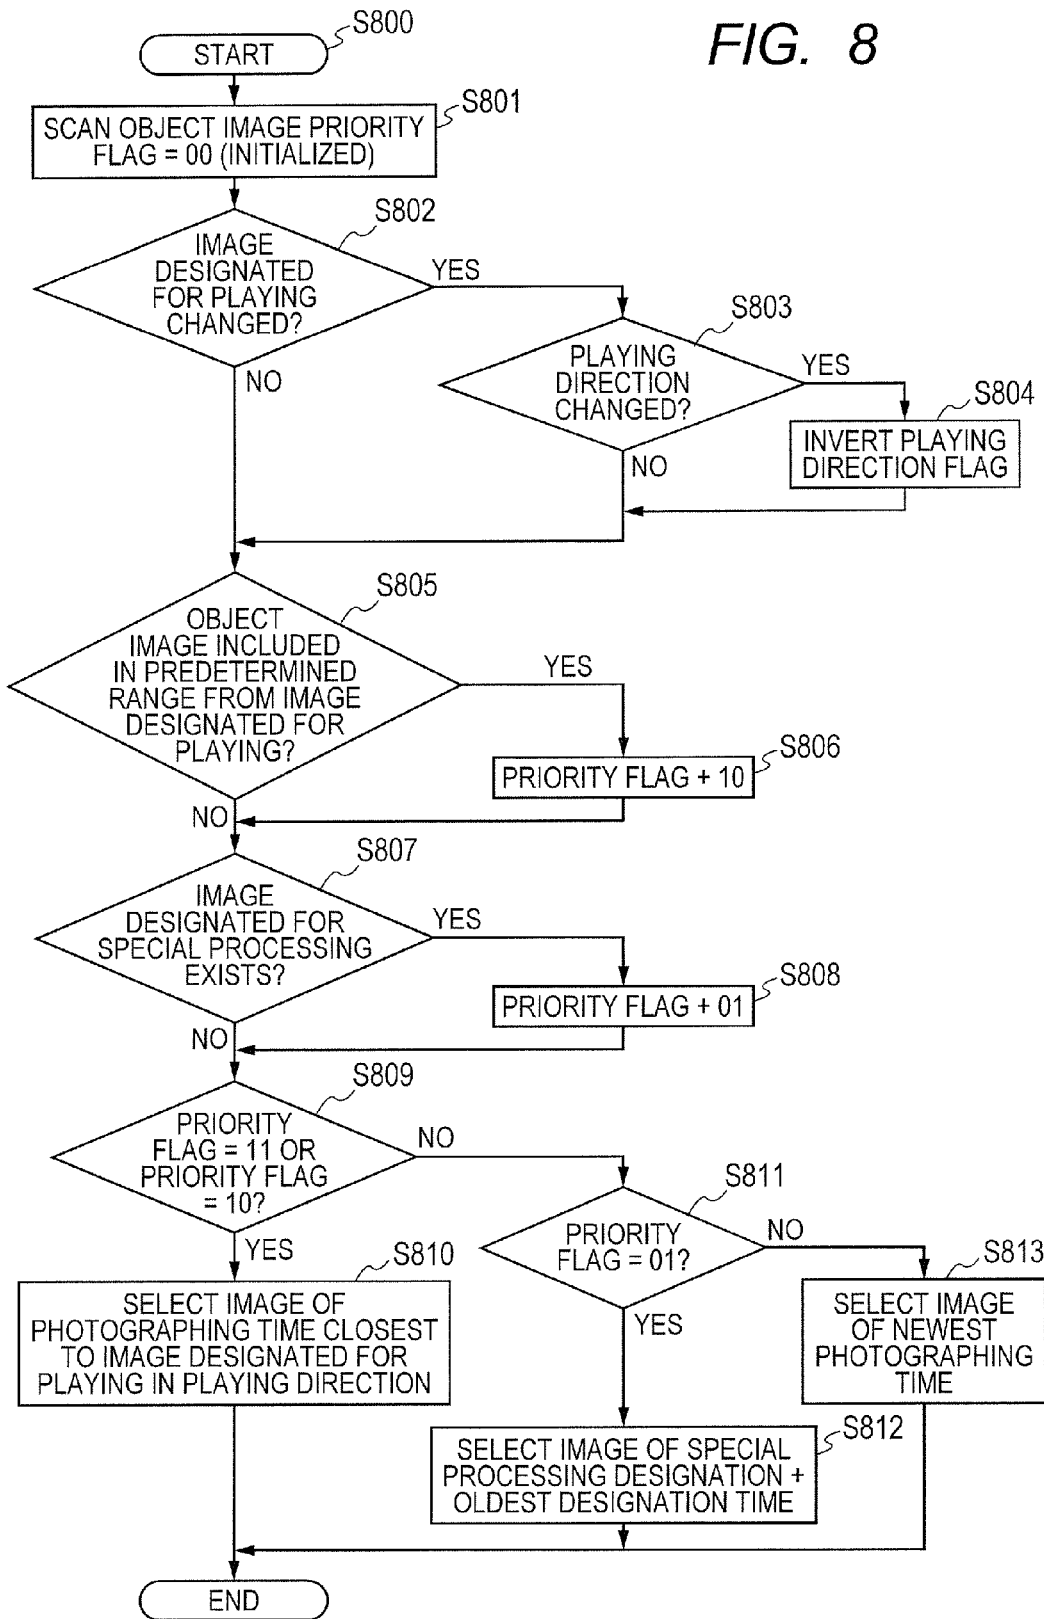 FIG. 8
S800
START
S801
SCAN OBJECT IMAGE PRIORITY
FLAG = 00 (INITIALIZED)
S802
IMAGE
DESIGNATED
FOR PLAYING
CHANGED?
YES
NO
S803
PLAYING
DIRECTION
CHANGED?
YES
NO
S804
INVERT PLAYING
DIRECTION FLAG
S805
OBJECT
IMAGE INCLUDED
IN PREDETERMINED
RANGE FROM IMAGE
DESIGNATED FOR
PLAYING?
YES
NO
S806
PRIORITY FLAG + 10
S807
IMAGE
DESIGNATED FOR
SPECIAL PROCESSING
EXISTS?
YES
NO
S808
PRIORITY FLAG + 01
S809
PRIORITY
FLAG = 11 OR
PRIORITY FLAG
= 10?
NO
YES
S810
SELECT IMAGE OF
PHOTOGRAPHING TIME CLOSEST
TO IMAGE DESIGNATED FOR
PLAYING IN PLAYING DIRECTION
S811
PRIORITY
FLAG = 01?
NO
YES
S813
SELECT IMAGE
OF NEWEST
PHOTOGRAPHING
TIME
S812
SELECT IMAGE OF SPECIAL
PROCESSING DESIGNATION +
OLDEST DESIGNATION TIME
END